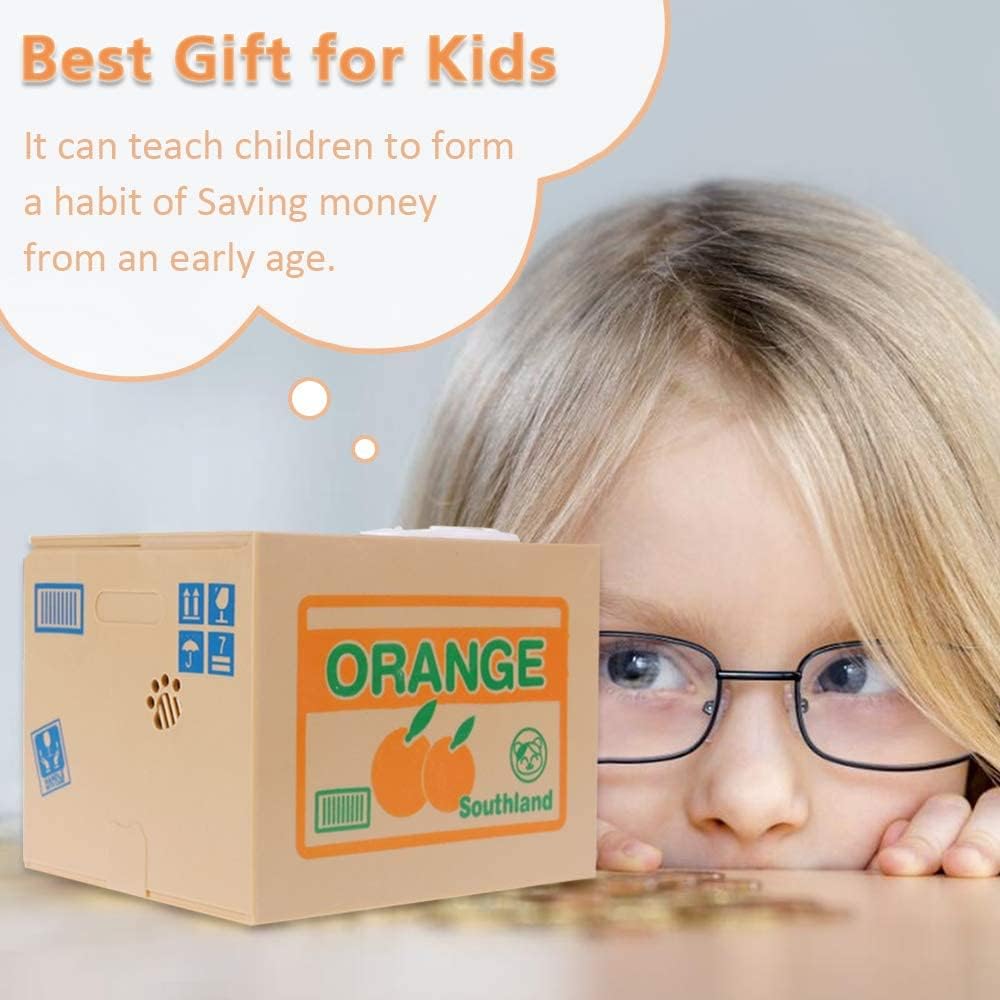 Best Gift for Kids
It can teach children to form
a habit of Saving money
from an early age.
7
ORANGE
Southland